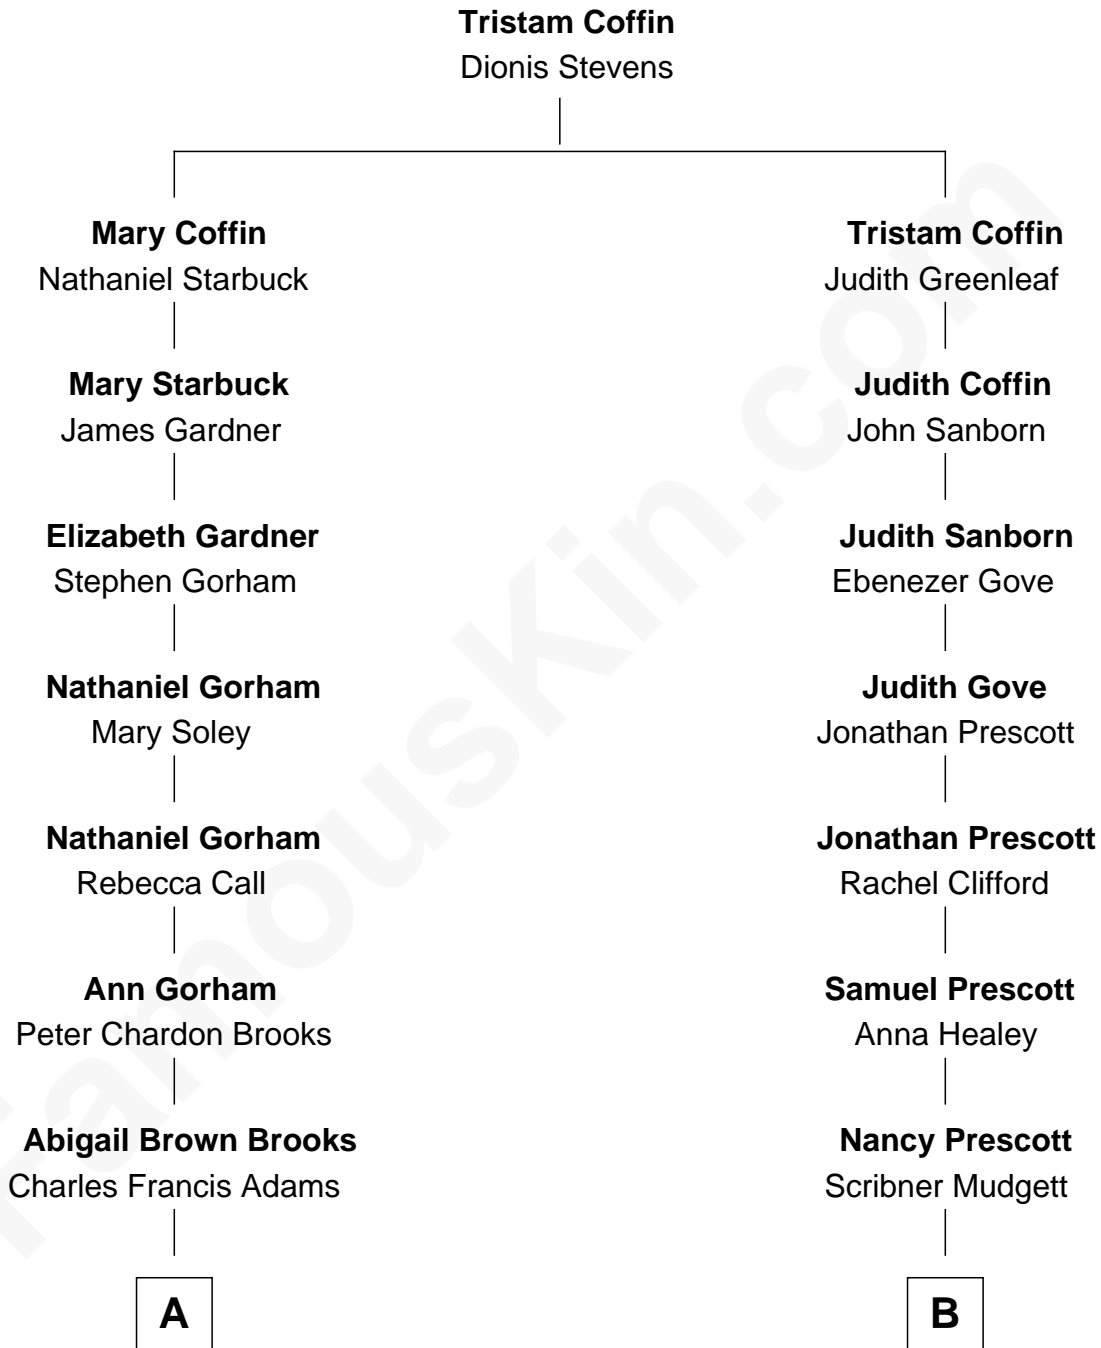 Tristam Coffin
Dionis Stevens
Mary Coffin
Nathaniel Starbuck
Tristam Coffin
Judith Greenleaf
Mary Starbuck
James Gardner
Judith Coffin
John Sanborn
Elizabeth Gardner
Stephen Gorham
Judith Sanborn
Ebenezer Gove
Nathaniel Gorham
Mary Soley
Judith Gove
Jonathan Prescott
Nathaniel Gorham
Rebecca Call
Jonathan Prescott
Rachel Clifford
Ann Gorham
Peter Chardon Brooks
Samuel Prescott
Anna Healey
Abigail Brown Brooks
Charles Francis Adams
Nancy Prescott
Scribner Mudgett
A
B
FamousKin.com